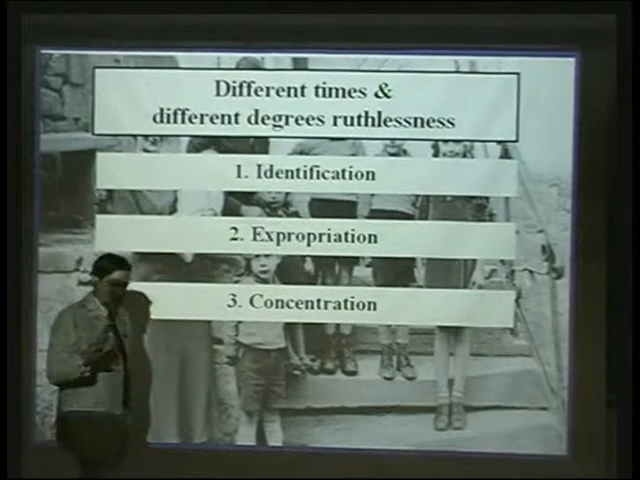 Different times &
different degrees ruthlessness
1. Identification
2. Expropriation
3. Concentration